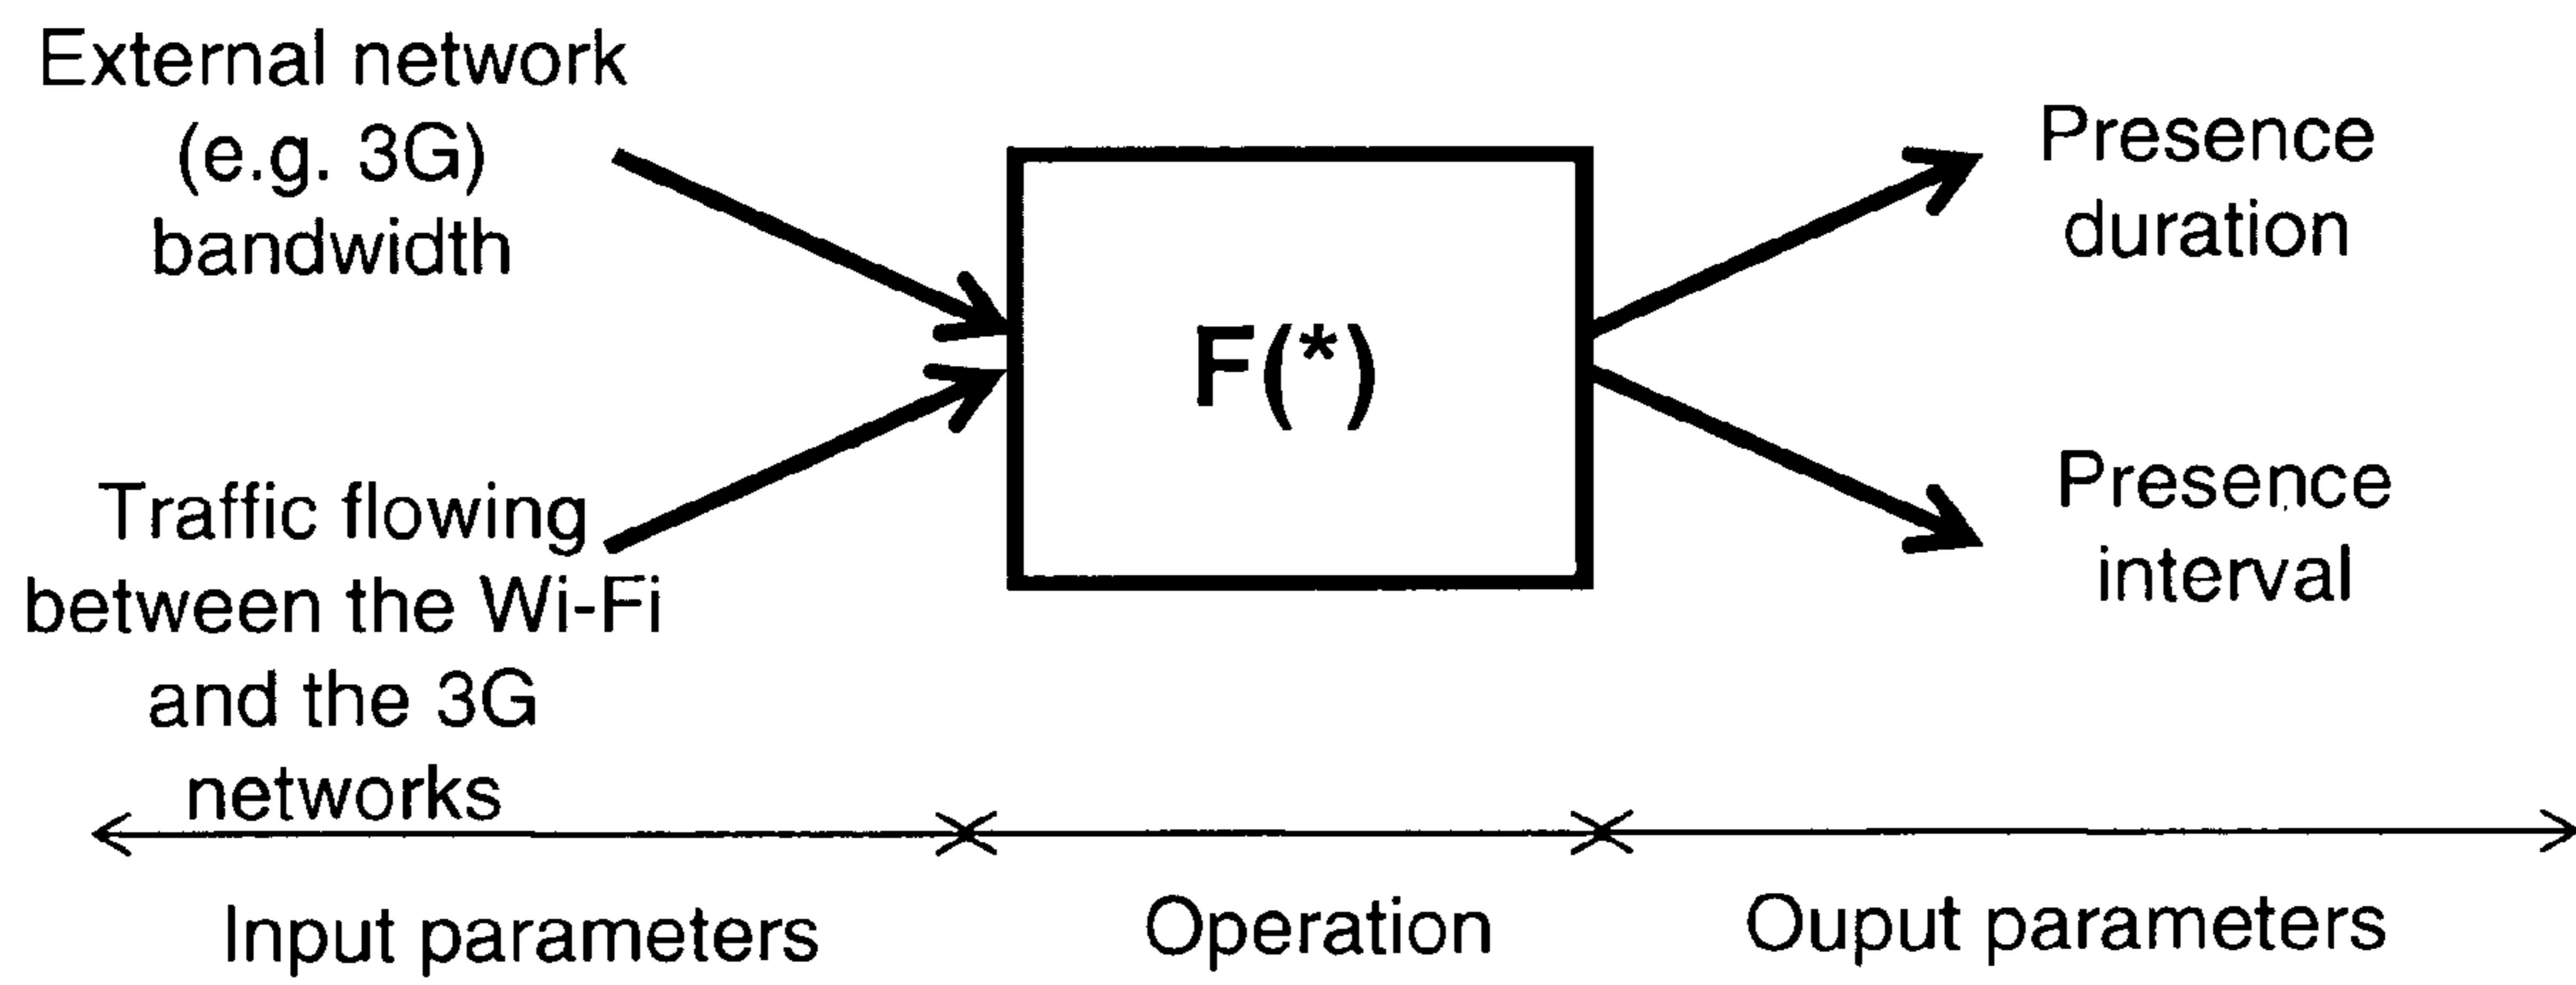 External network
(e.g. 3G)
bandwidth
Traffic flowing
between the Wi-Fi
and the 3G
networks
F(*)
Presence
duration
Presence
interval
Input parameters
Operation
Ouput parameters